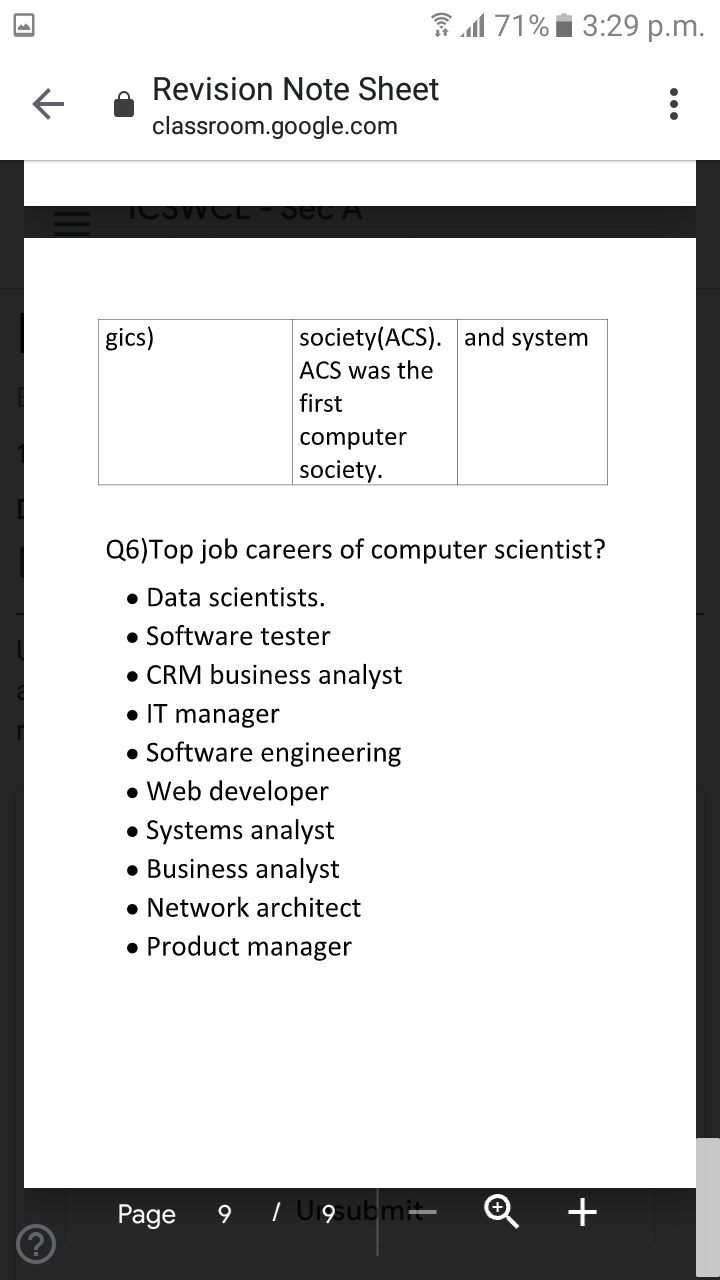 71% 3:29 p.m.
Revision Note Sheet
classroom.google.com
ICSWCL - Sec A
gics)
society(ACS).
ACS was the
first
computer
society.
and system
Q6)Top job careers of computer scientist?
• Data scientists.
• Software tester
• CRM business analyst
• IT manager
• Software engineering
• Web developer
• Systems analyst
• Business analyst
• Network architect
• Product manager
Page 9 / 9
Unsubmit